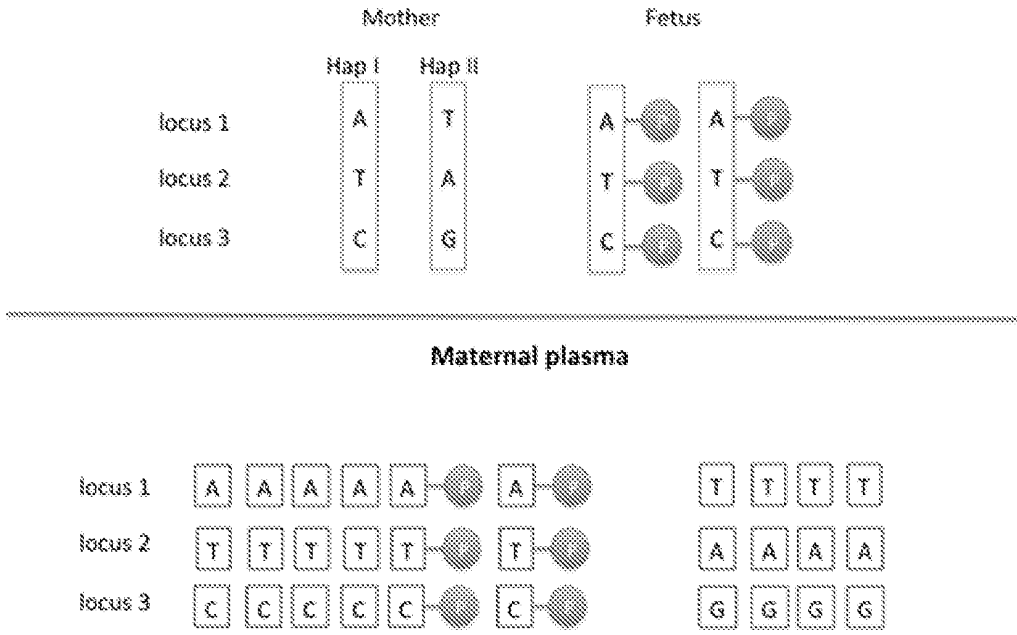 Mother Fetus
Hap I Hap II
locus 1 A T A A
locus 2 T A T T
locus 3 C G C C
Maternal plasma
locus 1 A A A A A A T T T T
locus 2 T T T T T T A A A A
locus 3 C C C C C C G G G G